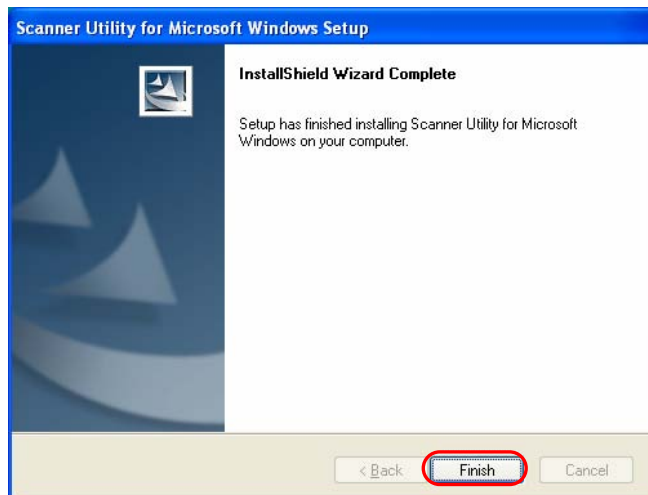 Scanner Utility for Microsoft Windows Setup
InstallShield Wizard Complete
Setup has finished installing Scanner Utility for Microsoft
Windows on your computer.
< Back
Finish
Cancel